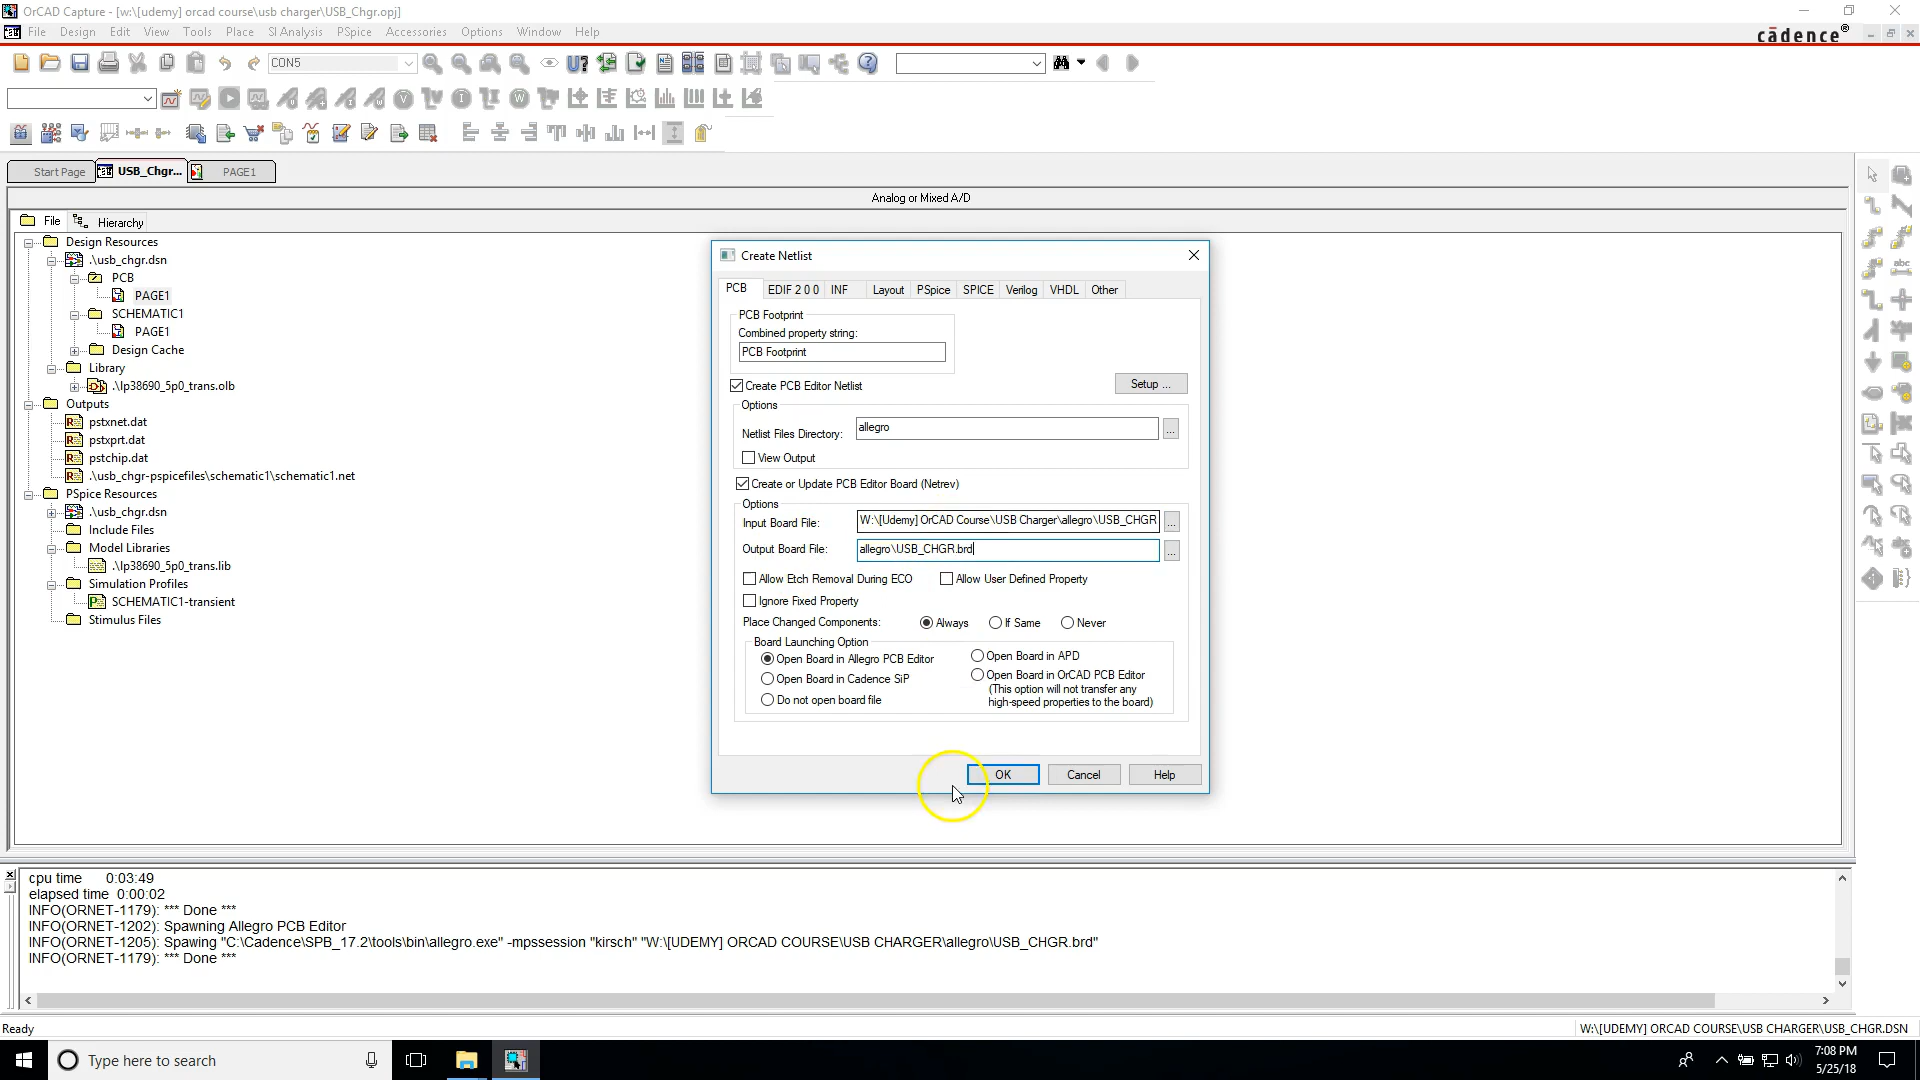 OrCAD Capture - [w:\[udemy] orcad course\usb charger\USB_Chgr.opj]
File Design Edit View Tools Place SI Analysis PSpice Accessories Options Window Help
cādence®
CON5
U?
Start Page USB_Chgr... PAGE1
Analog or Mixed A/D
File Hierarchy
Design Resources
.\usb_chgr.dsn
PCB
PAGE1
SCHEMATIC1
PAGE1
Design Cache
Library
.\lp38690_5p0_trans.olb
Outputs
pstxnet.dat
pstxprt.dat
pstchip.dat
.\usb_chgr-pspicefiles\schematic1\schematic1.net
PSpice Resources
.\usb_chgr.dsn
Include Files
Model Libraries
.\lp38690_5p0_trans.lib
Simulation Profiles
SCHEMATIC1-transient
Stimulus Files
Create Netlist
PCB EDIF 2 0 0 INF Layout PSpice SPICE Verilog VHDL Other
PCB Footprint
Combined property string:
PCB Footprint
Create PCB Editor Netlist
Setup ...
Options
Netlist Files Directory: allegro ...
View Output
Create or Update PCB Editor Board (Netrev)
Options
Input Board File: W:\[Udemy] OrCAD Course\USB Charger\allegro\USB_CHGR ...
Output Board File: allegro\USB_CHGR.brd ...
Allow Etch Removal During ECO Allow User Defined Property
Ignore Fixed Property
Place Changed Components: Always If Same Never
Board Launching Option
Open Board in Allegro PCB Editor Open Board in APD
Open Board in Cadence SiP Open Board in OrCAD PCB Editor
(This option will not transfer any
Do not open board file high-speed properties to the board)
OK Cancel Help
cpu time 0:03:49
elapsed time 0:00:02
INFO(ORNET-1179): *** Done ***
INFO(ORNET-1202): Spawning Allegro PCB Editor
INFO(ORNET-1205): Spawing "C:\Cadence\SPB_17.2\tools\bin\allegro.exe" -mpssession "kirsch" "W:\[UDEMY] ORCAD COURSE\USB CHARGER\allegro\USB_CHGR.brd"
INFO(ORNET-1179): *** Done ***
Ready W:\[UDEMY] ORCAD COURSE\USB CHARGER\USB_CHGR.DSN
Type here to search
7:08 PM
5/25/18